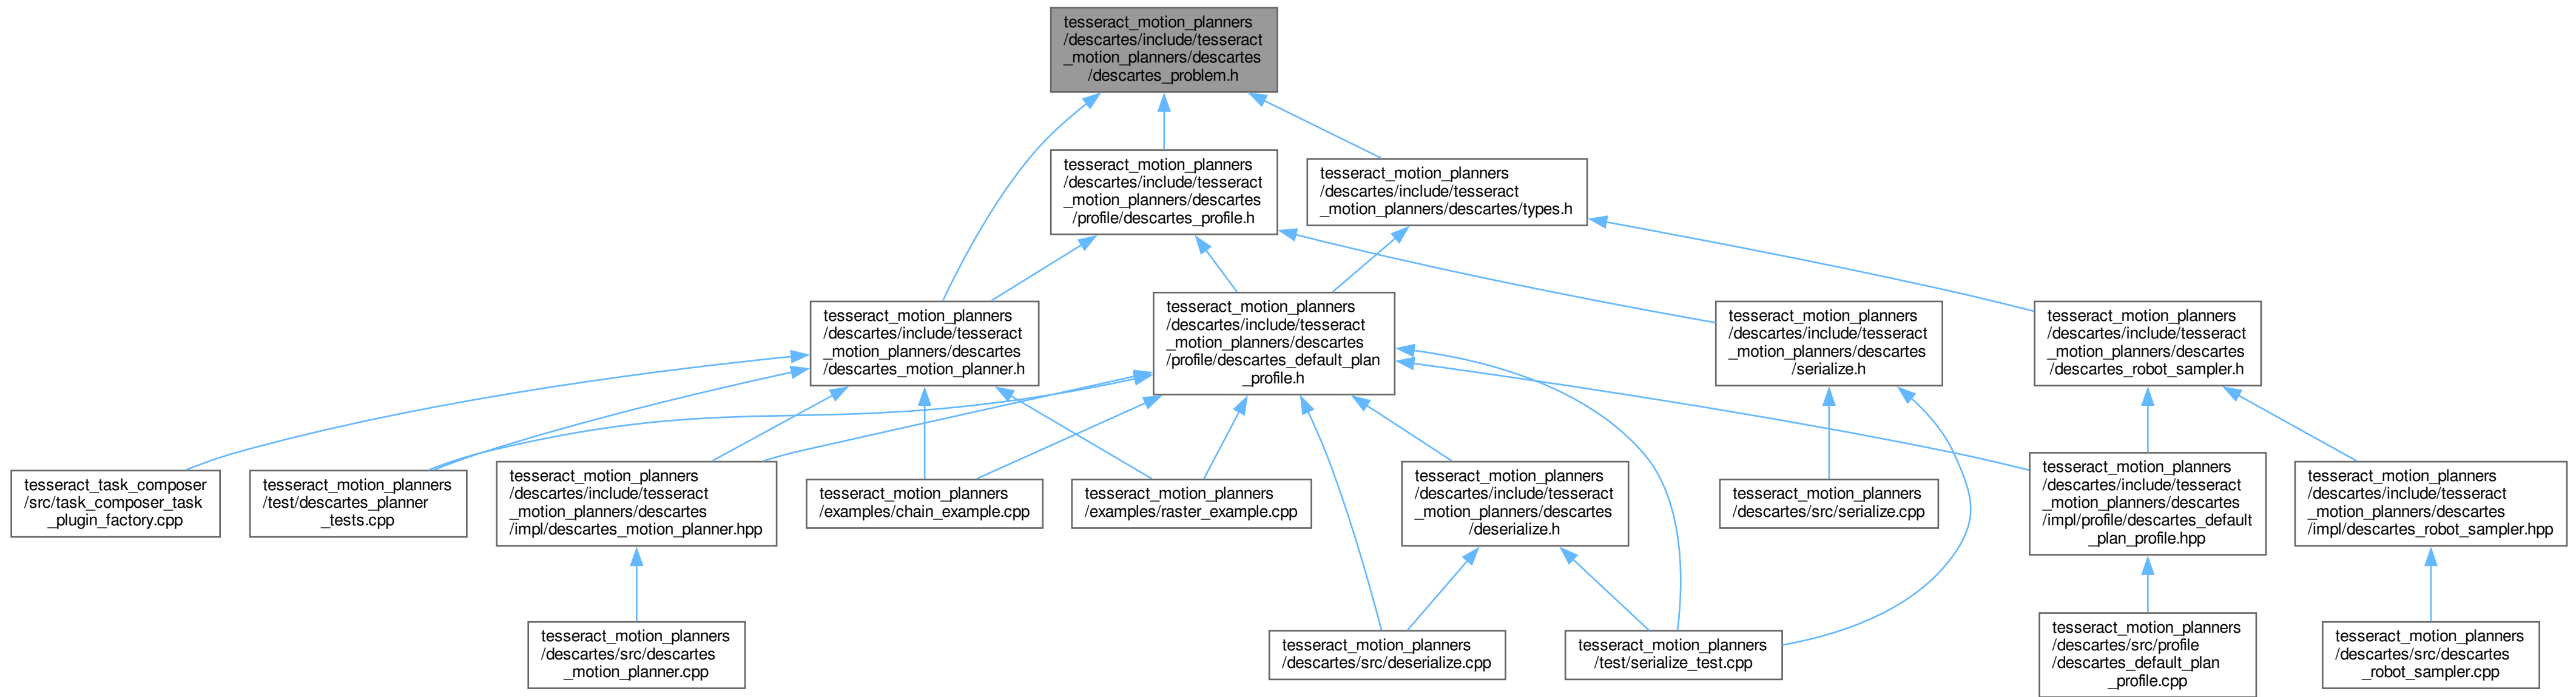 tesseract_motion_planners
/descartes/include/tesseract
_motion_planners/descartes
/descartes_problem.h
tesseract_motion_planners
/descartes/include/tesseract
_motion_planners/descartes
/profile/descartes_profile.h
tesseract_motion_planners
/descartes/include/tesseract
_motion_planners/descartes/types.h
tesseract_motion_planners
/descartes/include/tesseract
_motion_planners/descartes
/descartes_motion_planner.h
tesseract_motion_planners
/descartes/include/tesseract
_motion_planners/descartes
/profile/descartes_default_plan
_profile.h
tesseract_motion_planners
/descartes/include/tesseract
_motion_planners/descartes
/serialize.h
tesseract_motion_planners
/descartes/include/tesseract
_motion_planners/descartes
/descartes_robot_sampler.h
tesseract_task_composer
/src/task_composer_task
_plugin_factory.cpp
tesseract_motion_planners
/test/descartes_planner
_tests.cpp
tesseract_motion_planners
/descartes/include/tesseract
_motion_planners/descartes
/impl/descartes_motion_planner.hpp
tesseract_motion_planners
/examples/chain_example.cpp
tesseract_motion_planners
/examples/raster_example.cpp
tesseract_motion_planners
/descartes/include/tesseract
_motion_planners/descartes
/deserialize.h
tesseract_motion_planners
/descartes/src/serialize.cpp
tesseract_motion_planners
/descartes/include/tesseract
_motion_planners/descartes
/impl/profile/descartes_default
_plan_profile.hpp
tesseract_motion_planners
/descartes/include/tesseract
_motion_planners/descartes
/impl/descartes_robot_sampler.hpp
tesseract_motion_planners
/descartes/src/descartes
_motion_planner.cpp
tesseract_motion_planners
/descartes/src/deserialize.cpp
tesseract_motion_planners
/test/serialize_test.cpp
tesseract_motion_planners
/descartes/src/profile
/descartes_default_plan
_profile.cpp
tesseract_motion_planners
/descartes/src/descartes
_robot_sampler.cpp